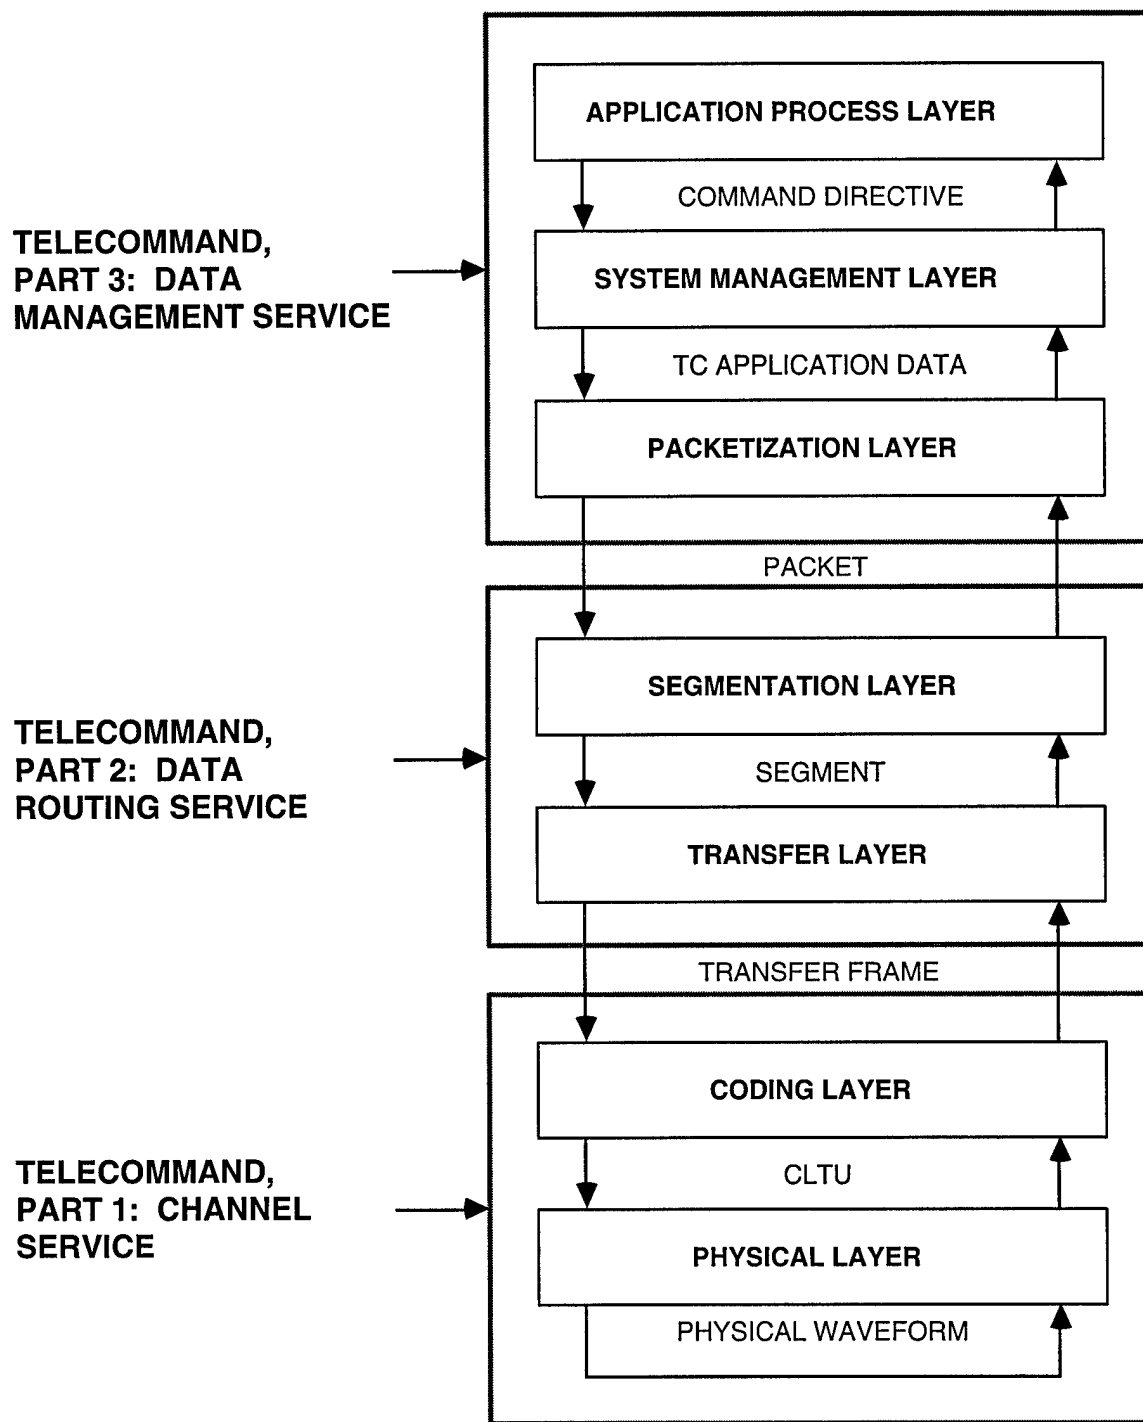 APPLICATION PROCESS LAYER
COMMAND DIRECTIVE
TELECOMMAND,
PART 3: DATA
MANAGEMENT SERVICE
SYSTEM MANAGEMENT LAYER
TC APPLICATION DATA
PACKETIZATION LAYER
PACKET
SEGMENTATION LAYER
TELECOMMAND,
PART 2: DATA
ROUTING SERVICE
SEGMENT
TRANSFER LAYER
TRANSFER FRAME
CODING LAYER
TELECOMMAND,
PART 1: CHANNEL
SERVICE
CLTU
PHYSICAL LAYER
PHYSICAL WAVEFORM